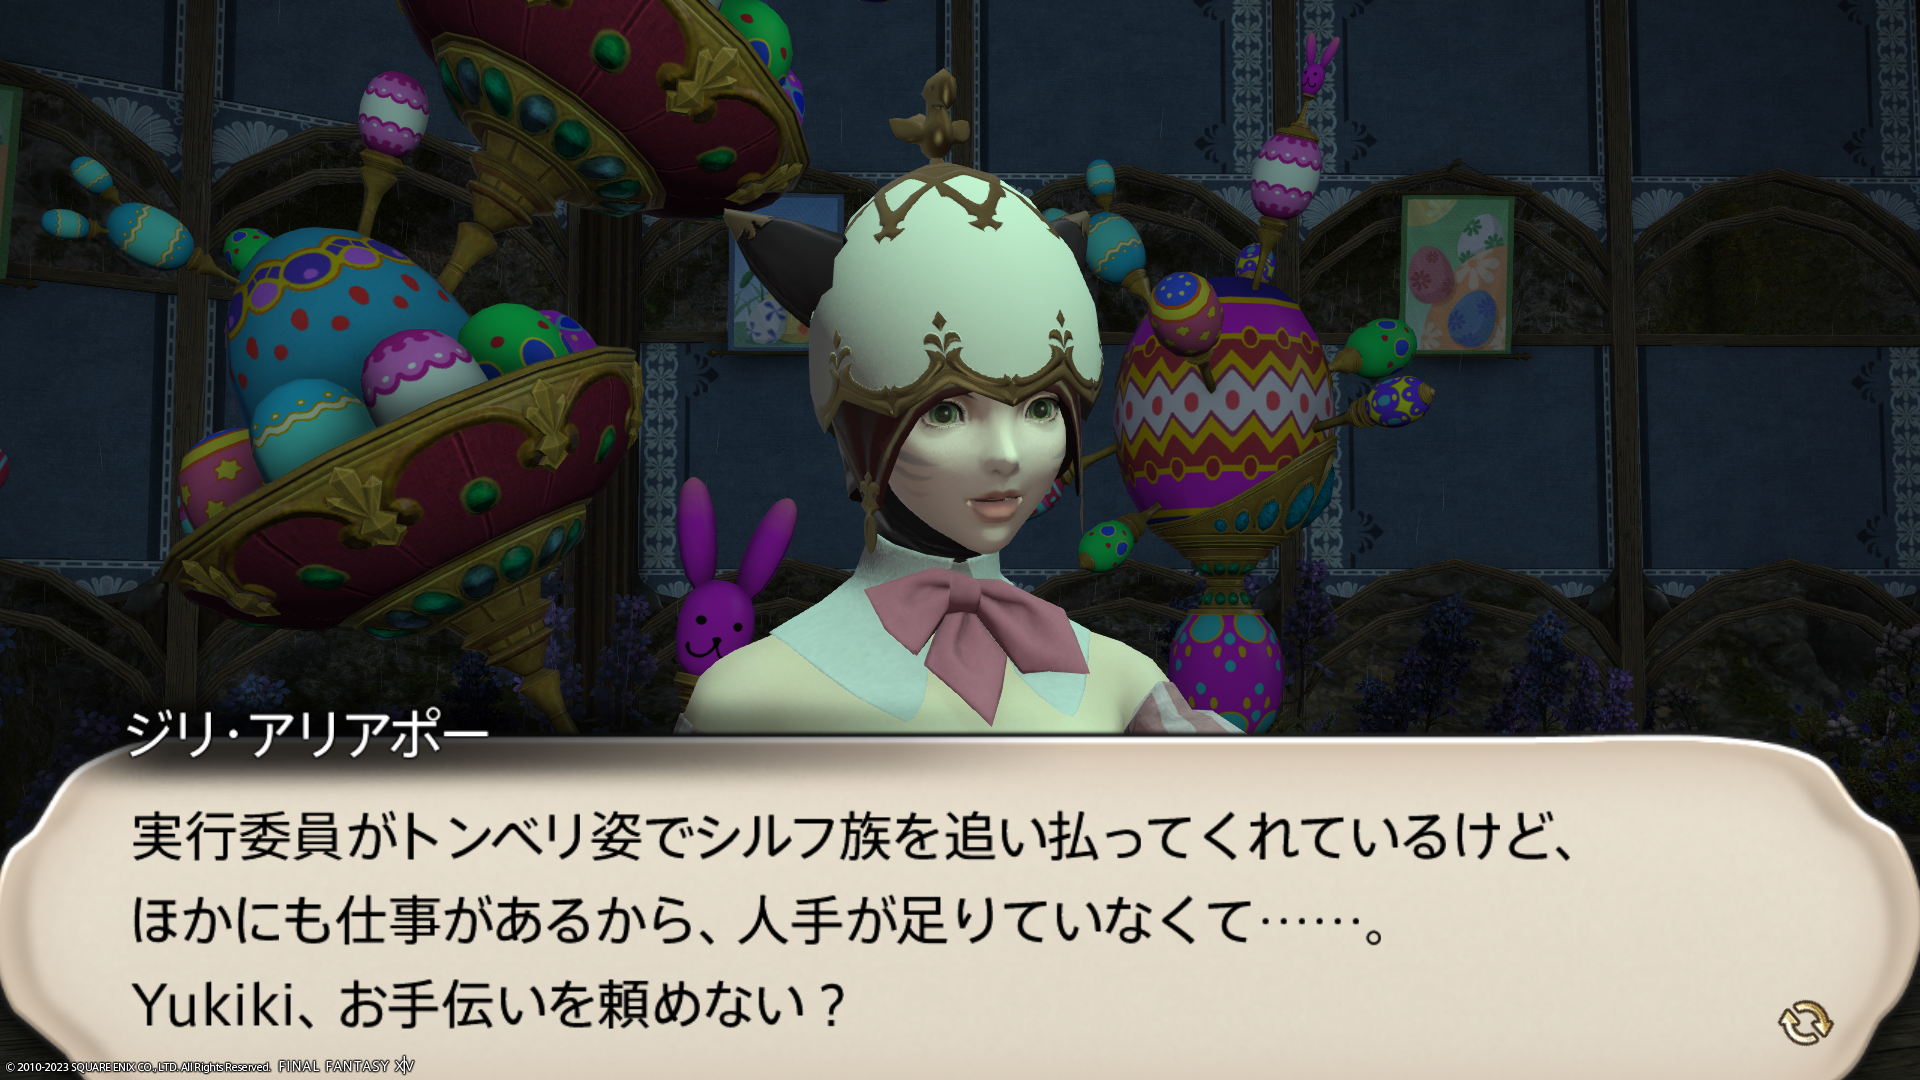 ジリ・アリアポー
実行委員がトンベリ姿でシルフ族を追い払ってくれているけど、
ほかにも仕事があるから、人手が足りていなくて……。
Yukiki、お手伝いを頼めない？
© 2010-2023 SQUARE ENIX CO., LTD. All Rights Reserved. FINAL FANTASY XIV